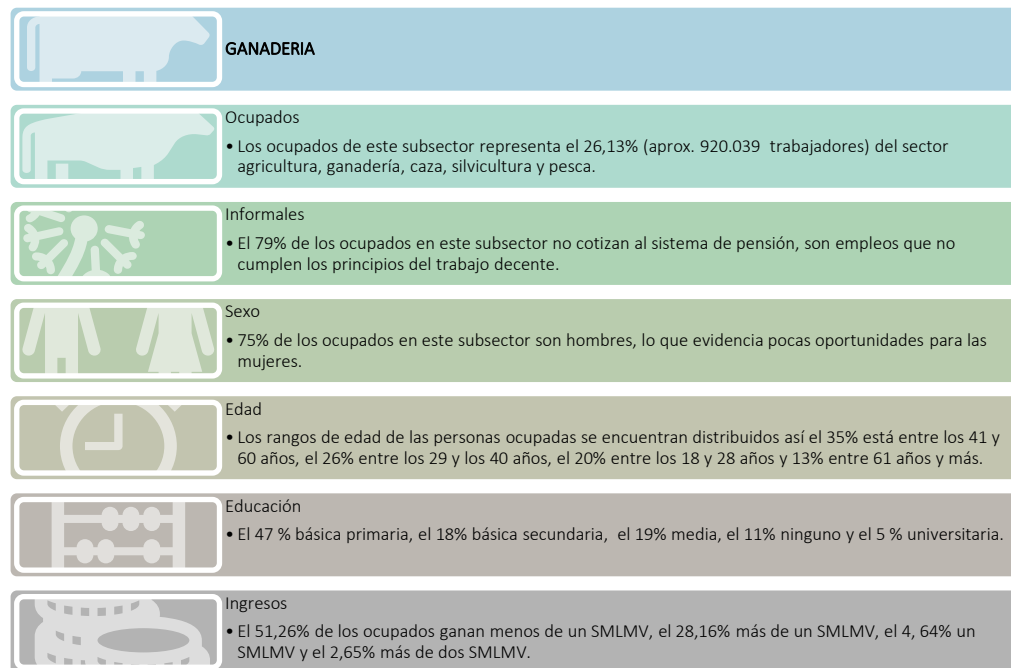 GANADERIA
Ocupados
• Los ocupados de este subsector representa el 26,13% (aprox. 920.039 trabajadores) del sector
agricultura, ganadería, caza, silvicultura y pesca.
Informales
• El 79% de los ocupados en este subsector no cotizan al sistema de pensión, son empleos que no
cumplen los principios del trabajo decente.
Sexo
• 75% de los ocupados en este subsector son hombres, lo que evidencia pocas oportunidades para las
mujeres.
Edad
• Los rangos de edad de las personas ocupadas se encuentran distribuidos así el 35% está entre los 41 y
60 años, el 26% entre los 29 y los 40 años, el 20% entre los 18 y 28 años y 13% entre 61 años y más.
Educación
• El 47 % básica primaria, el 18% básica secundaria, el 19% media, el 11% ninguno y el 5 % universitaria.
Ingresos
• El 51,26% de los ocupados ganan menos de un SMLMV, el 28,16% más de un SMLMV, el 4, 64% un
SMLMV y el 2,65% más de dos SMLMV.